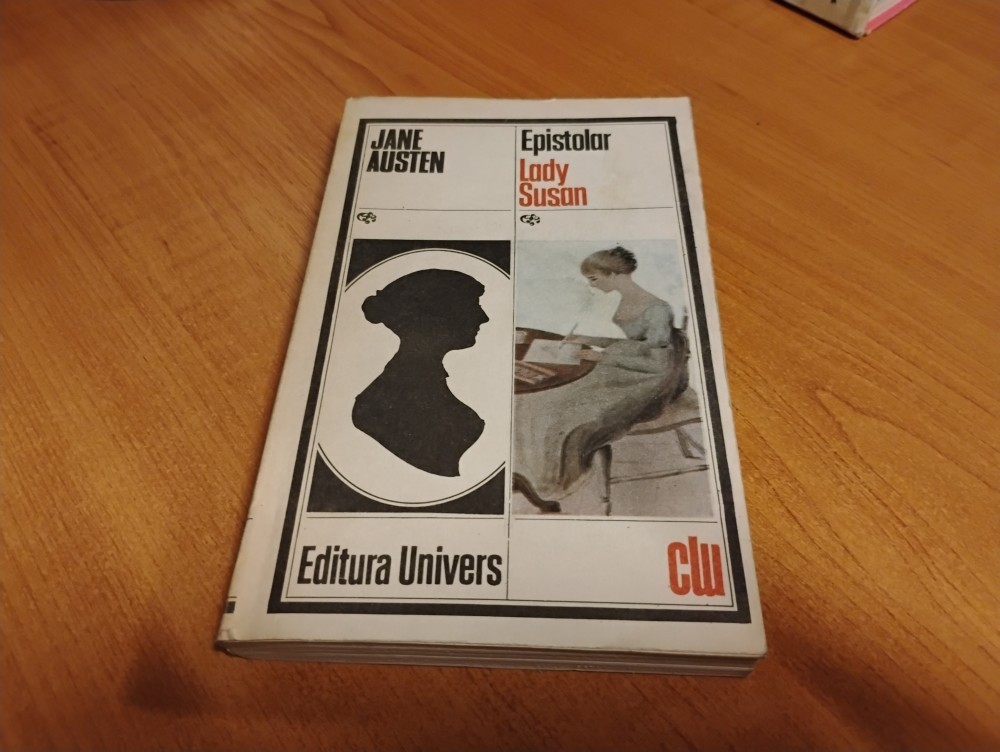 JANE
AUSTEN
Epistolar
Lady
Susan
Editura Univers
clu